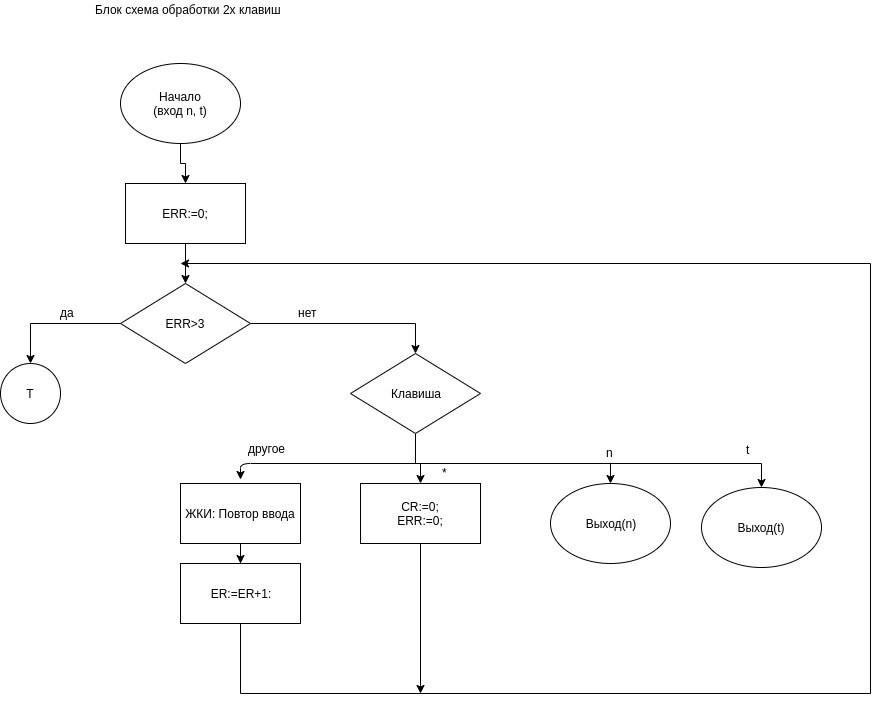 Блок схема обработки 2х клавиш
Начало
(вход n, t)
ERR:=0;
да
ERR>3
нет
T
Клавиша
другое
*
n
t
ЖКИ: Повтор ввода
CR:=0;
ERR:=0;
Выход(n)
Выход(t)
ER:=ER+1: